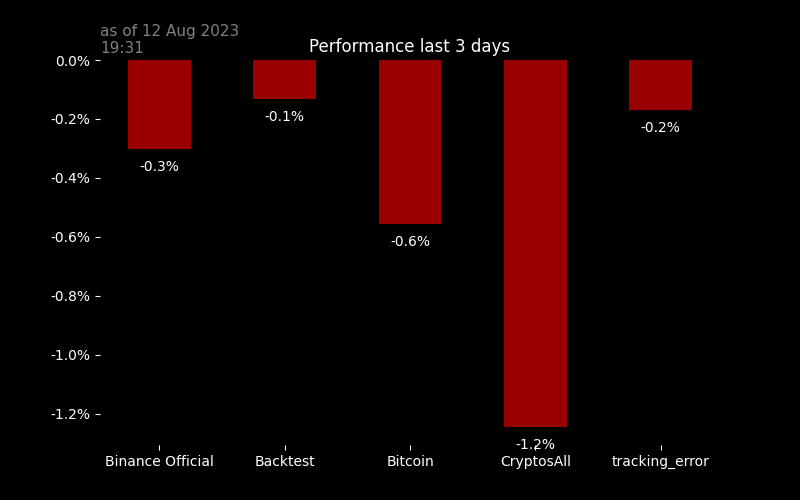 as of 12 Aug 2023
19:31
Performance last 3 days
0.0%
-0.2%
-0.4%
-0.6%
-0.8%
-1.0%
-1.2%
-0.3%
-0.1%
-0.6%
-1.2%
-0.2%
Binance Official
Backtest
Bitcoin
CryptosAll
tracking_error